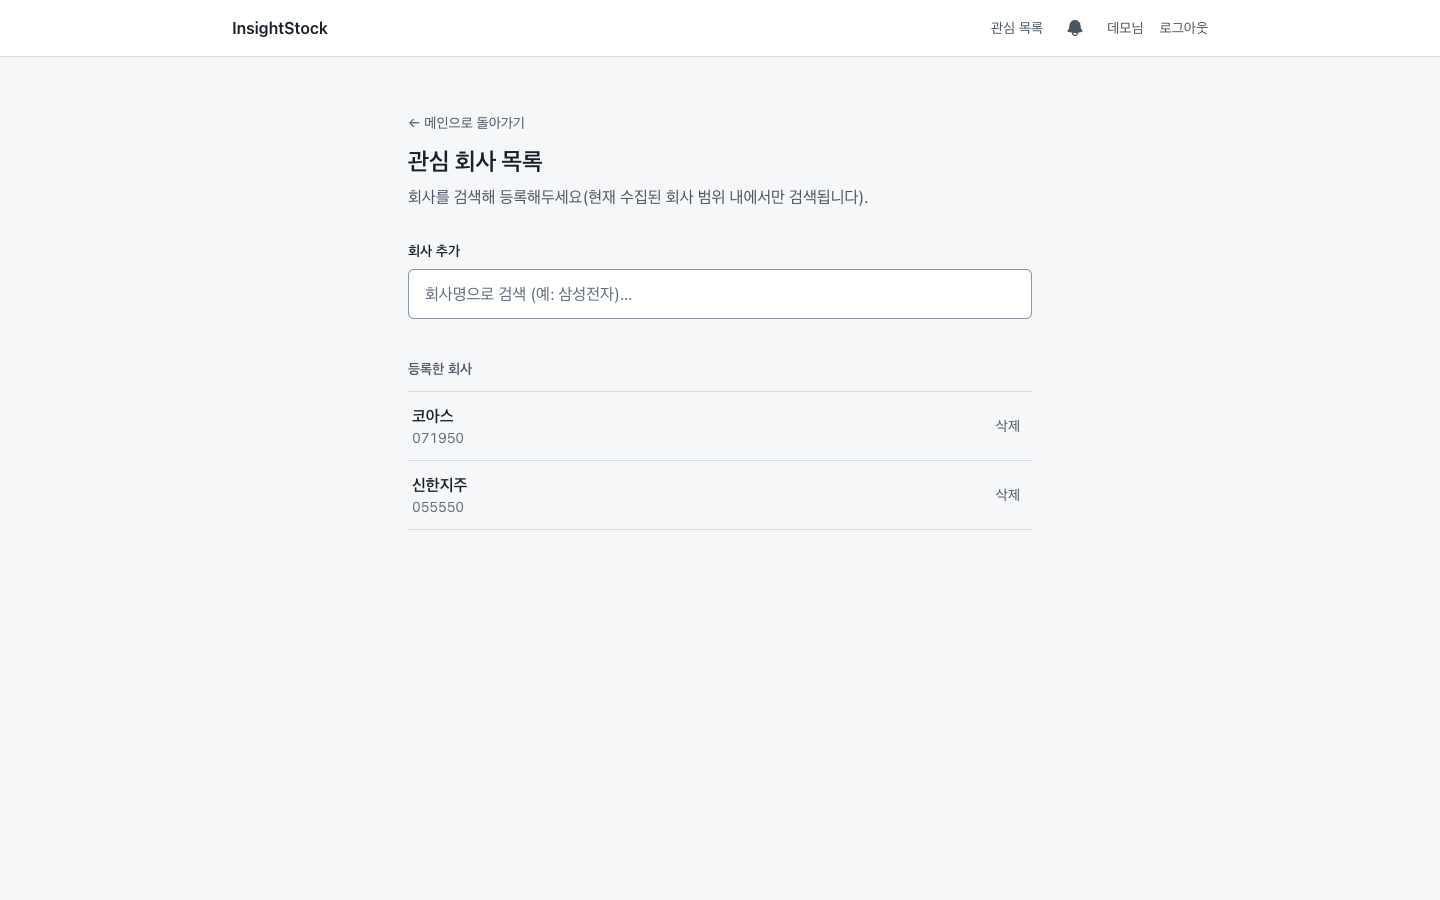 InsightStock
관심 목록
데모님
로그아웃
← 메인으로 돌아가기
관심 회사 목록
회사를 검색해 등록해두세요(현재 수집된 회사 범위 내에서만 검색됩니다).
회사 추가
회사명으로 검색 (예: 삼성전자)...
등록한 회사
코아스
071950
삭제
신한지주
055550
삭제